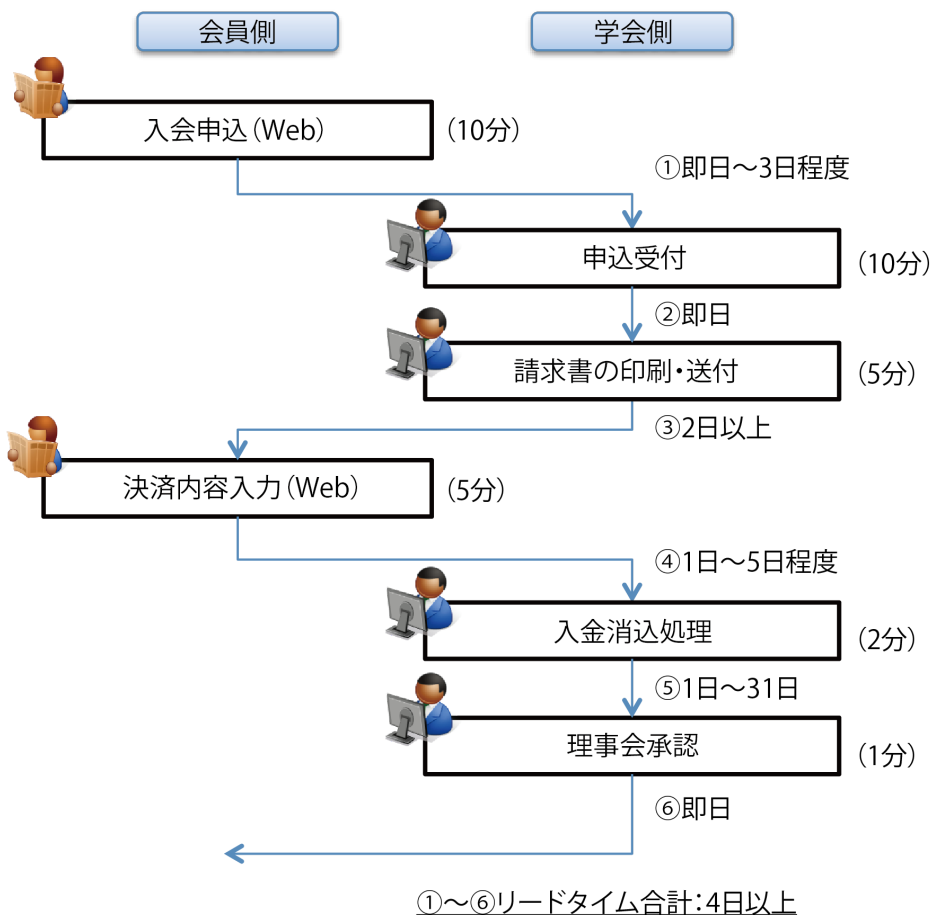 会員側
学会側
入会申込（Web）
（10分）
①即日～3日程度
申込受付
（10分）
②即日
請求書の印刷・送付
（5分）
③2日以上
決済内容入力（Web）
（5分）
④1日～5日程度
入金消込処理
（2分）
⑤1日～31日
理事会承認
（1分）
⑥即日
①～⑥リードタイム合計：4日以上